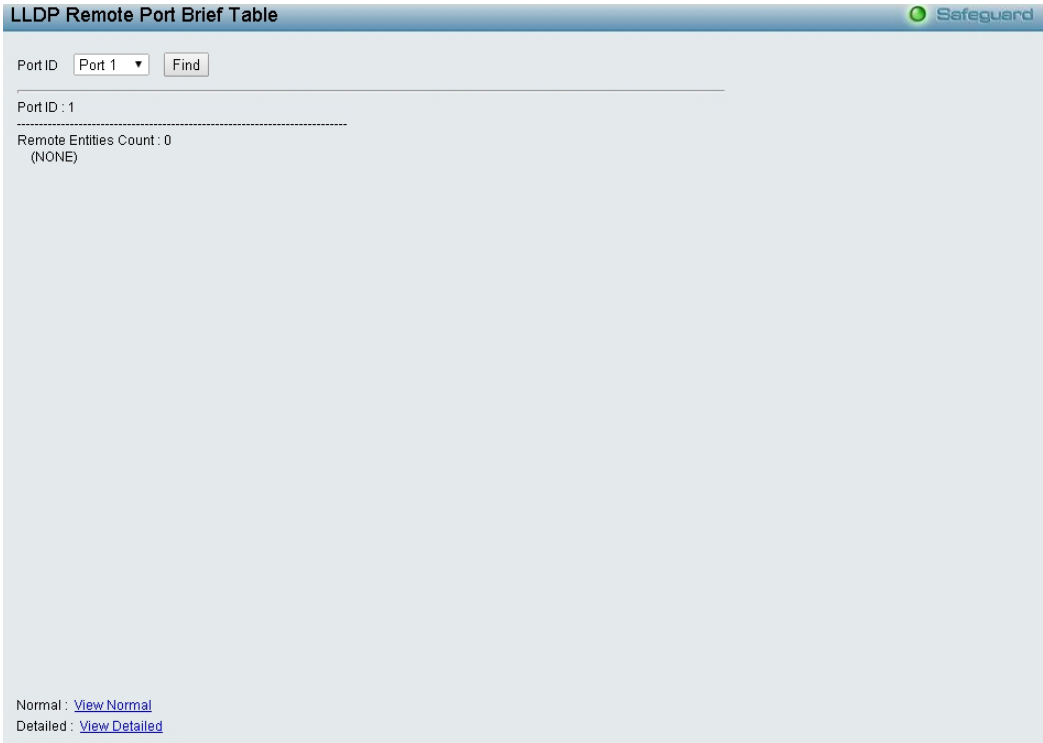 LLDP Remote Port Brief Table
Safeguard
Port ID Port 1 Find
Port ID : 1
--------------------------------------------------------------------------
Remote Entities Count : 0
(NONE)
Normal : View Normal
Detailed : View Detailed